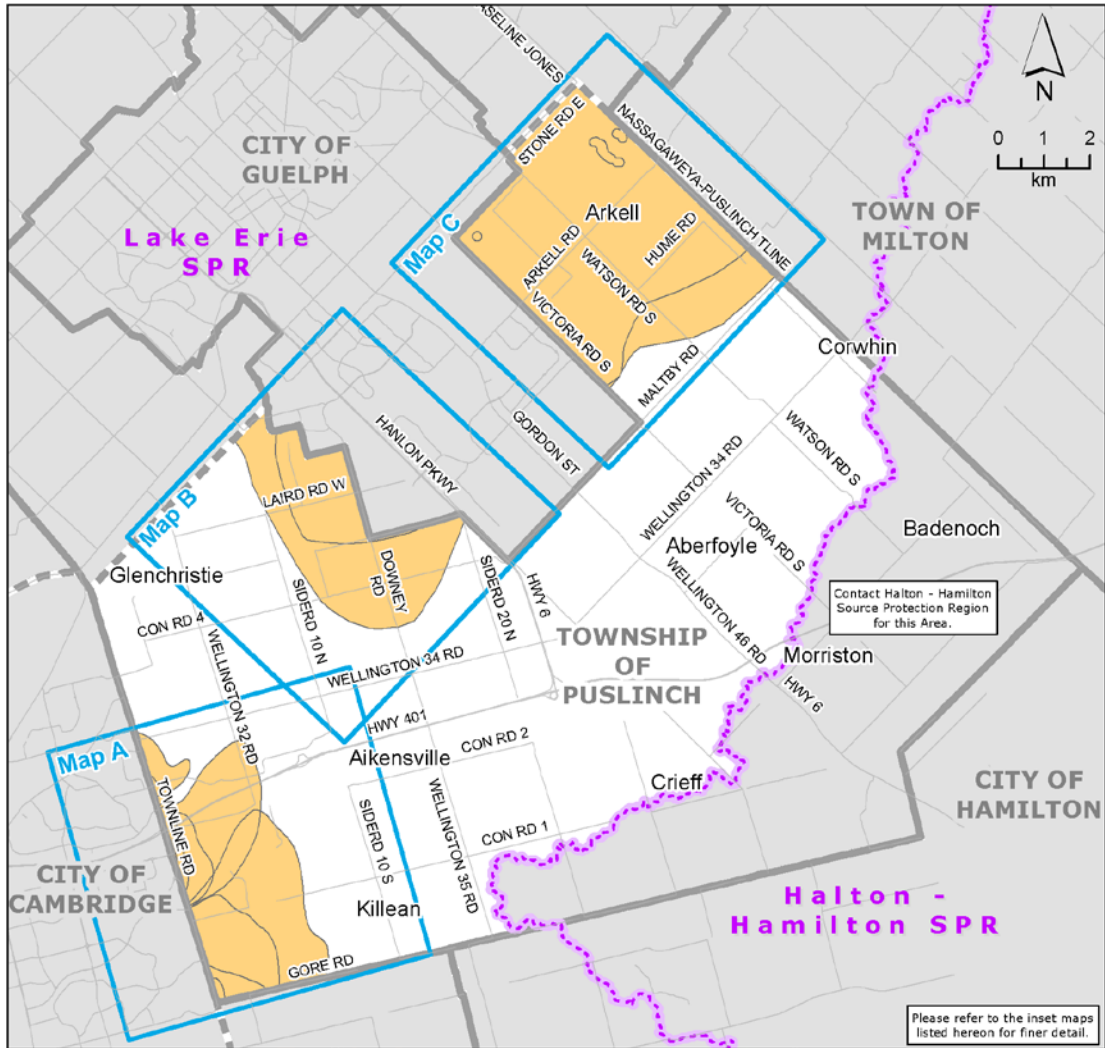 ASELINE JONES
N
0 1 2
km
CITY OF
GUELPH
STONE RD E
NASSAGAWEYA-PUSLINCH TLINE
Lake Erie
SPR
Map C
Arkell
TOWN OF
MILTON
ARKELL RD
HUME RD
WATSON RD S
VICTORIA RD S
Corwhin
MALTBY RD
GORDON ST
HANLON PKWY
Map B
LAIRD RD W
WATSON RD S
WELLINGTON 34 RD
VICTORIA RD S
Badenoch
Aberfoyle
Glenchristie
DOWNEY
RD
SIDERD 10 N
SIDERD 20 N
HWY 6
WELLINGTON 46 RD
Contact Halton - Hamilton
Source Protection Region
for this Area.
CON RD 4
WELLINGTON 32 RD
WELLINGTON 34 RD
TOWNSHIP
OF
PUSLINCH
Morriston
HWY 6
Map A
HWY 401
Aikensville
CON RD 2
Crieff
CITY OF
HAMILTON
TOWNLINE RD
SIDERD 10 S
WELLINGTON 35 RD
CON RD 1
CITY OF
CAMBRIDGE
Killean
Halton -
Hamilton SPR
GORE RD
Please refer to the inset maps
listed hereon for finer detail.